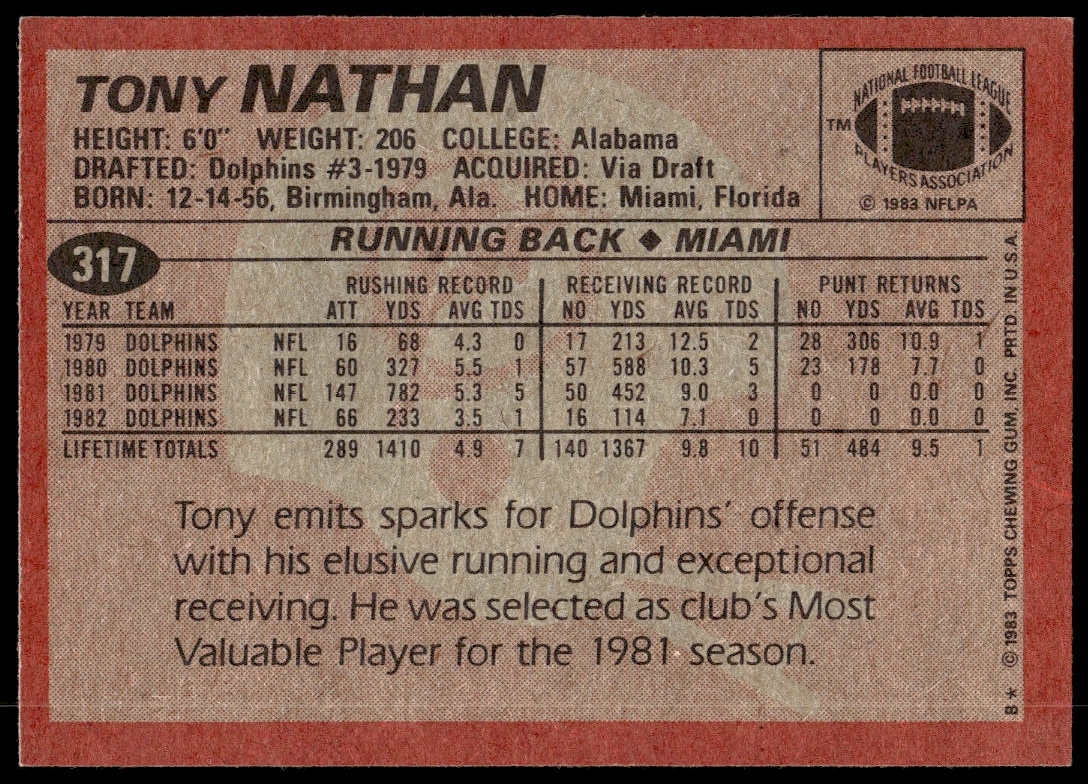 TONY NATHAN
HEIGHT: 6'0" WEIGHT: 206 COLLEGE: Alabama
DRAFTED: Dolphins #3-1979 ACQUIRED: Via Draft
BORN: 12-14-56, Birmingham, Ala. HOME: Miami, Florida
NATIONAL FOOTBALL LEAGUE
TM
PLAYERS ASSOCIATION
© 1983 NFLPA
317
RUNNING BACK ◆ MIAMI
RUSHING RECORD RECEIVING RECORD PUNT RETURNS
YEAR TEAM ATT YDS AVG TDS NO YDS AVG TDS NO YDS AVG TDS
1979 DOLPHINS NFL 16 68 4.3 0 17 213 12.5 2 28 306 10.9 1
1980 DOLPHINS NFL 60 327 5.5 1 57 588 10.3 5 23 178 7.7 0
1981 DOLPHINS NFL 147 782 5.3 5 50 452 9.0 3 0 0 0.0 0
1982 DOLPHINS NFL 66 233 3.5 1 16 114 7.1 0 0 0 0.0 0
LIFETIME TOTALS 289 1410 4.9 7 140 1367 9.8 10 51 484 9.5 1
Tony emits sparks for Dolphins' offense
with his elusive running and exceptional
receiving. He was selected as club's Most
Valuable Player for the 1981 season.
B* © 1983 TOPPS CHEWING GUM, INC. PRTD. IN U.S.A.